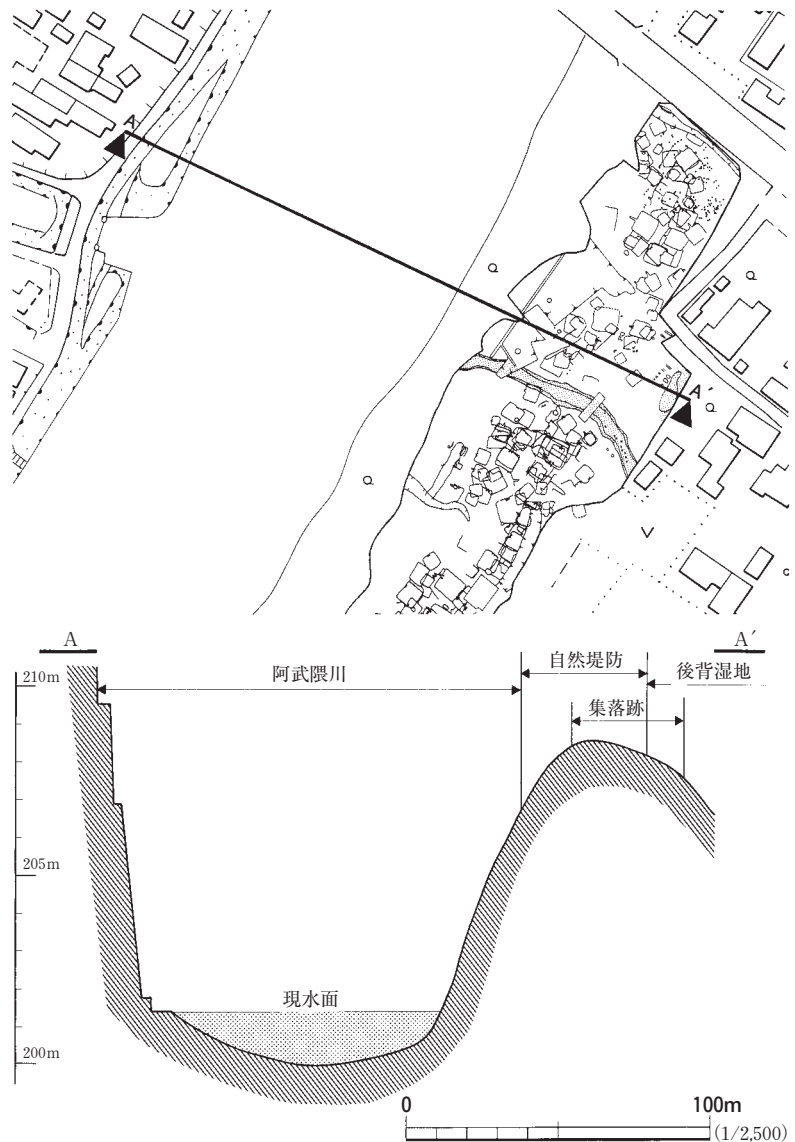 A
A′
A
A′
210m
阿武隈川
自然堤防
後背湿地
集落跡
205m
現水面
200m
0
100m
(1/2,500)